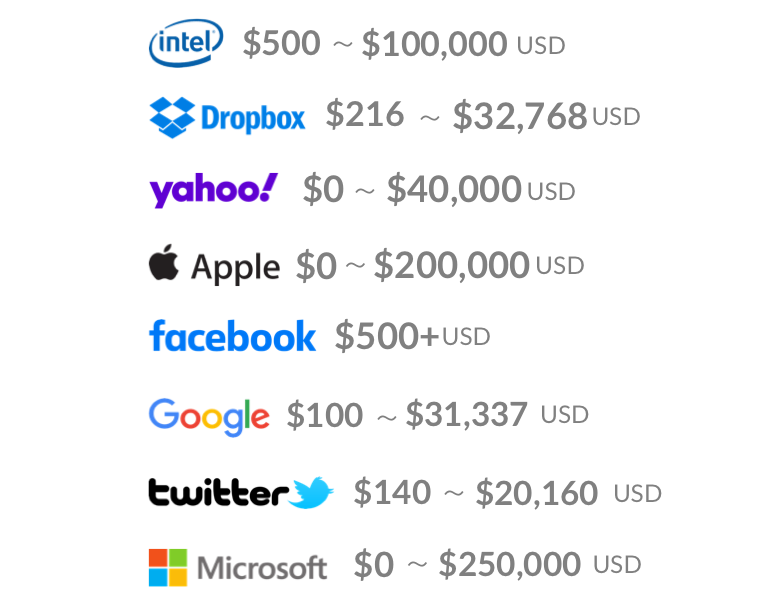 intel $500 ~ $100,000 USD
Dropbox $216 ~ $32,768 USD
yahoo! $0 ~ $40,000 USD
Apple $0 ~ $200,000 USD
facebook $500+ USD
Google $100 ~ $31,337 USD
twitter $140 ~ $20,160 USD
Microsoft $0 ~ $250,000 USD